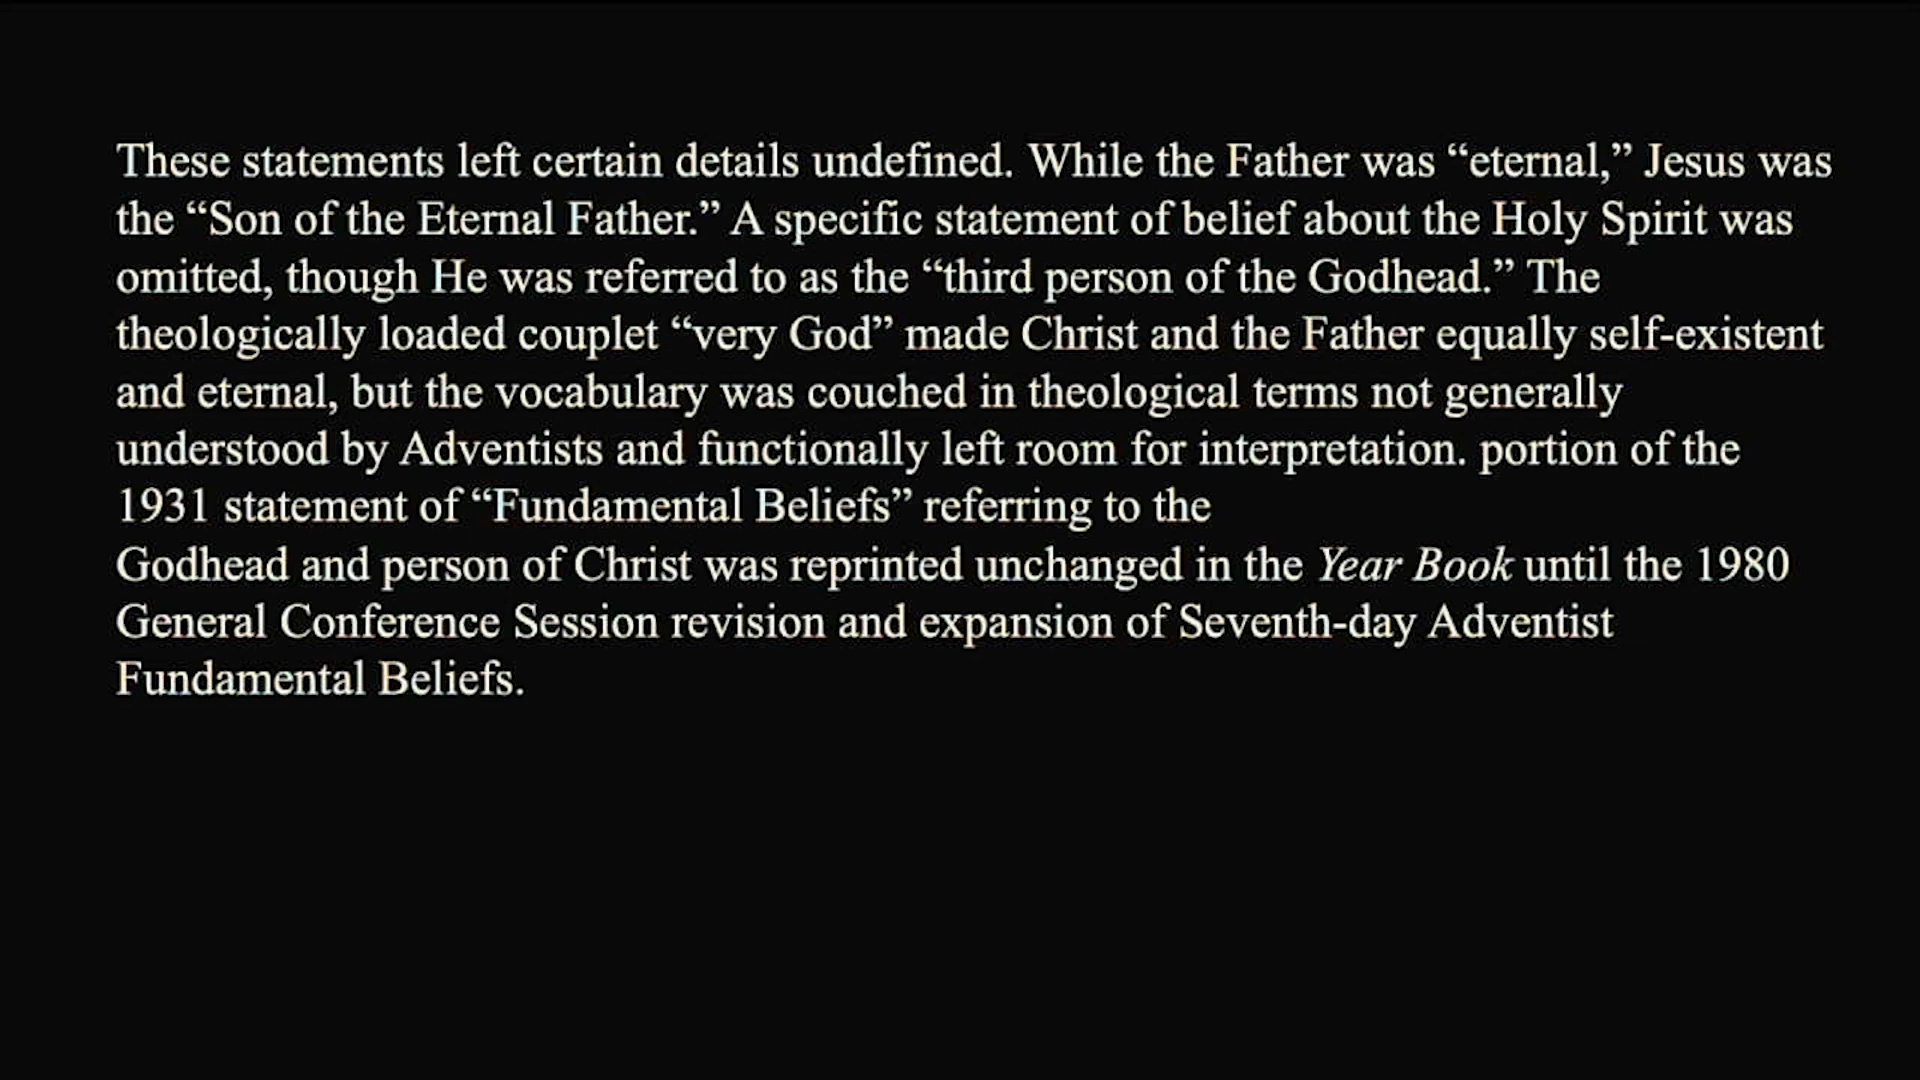 These statements left certain details undefined. While the Father was “eternal,” Jesus was
the “Son of the Eternal Father.” A specific statement of belief about the Holy Spirit was
omitted, though He was referred to as the “third person of the Godhead.” The
theologically loaded couplet “very God” made Christ and the Father equally self-existent
and eternal, but the vocabulary was couched in theological terms not generally
understood by Adventists and functionally left room for interpretation. portion of the
1931 statement of “Fundamental Beliefs” referring to the
Godhead and person of Christ was reprinted unchanged in the Year Book until the 1980
General Conference Session revision and expansion of Seventh-day Adventist
Fundamental Beliefs.